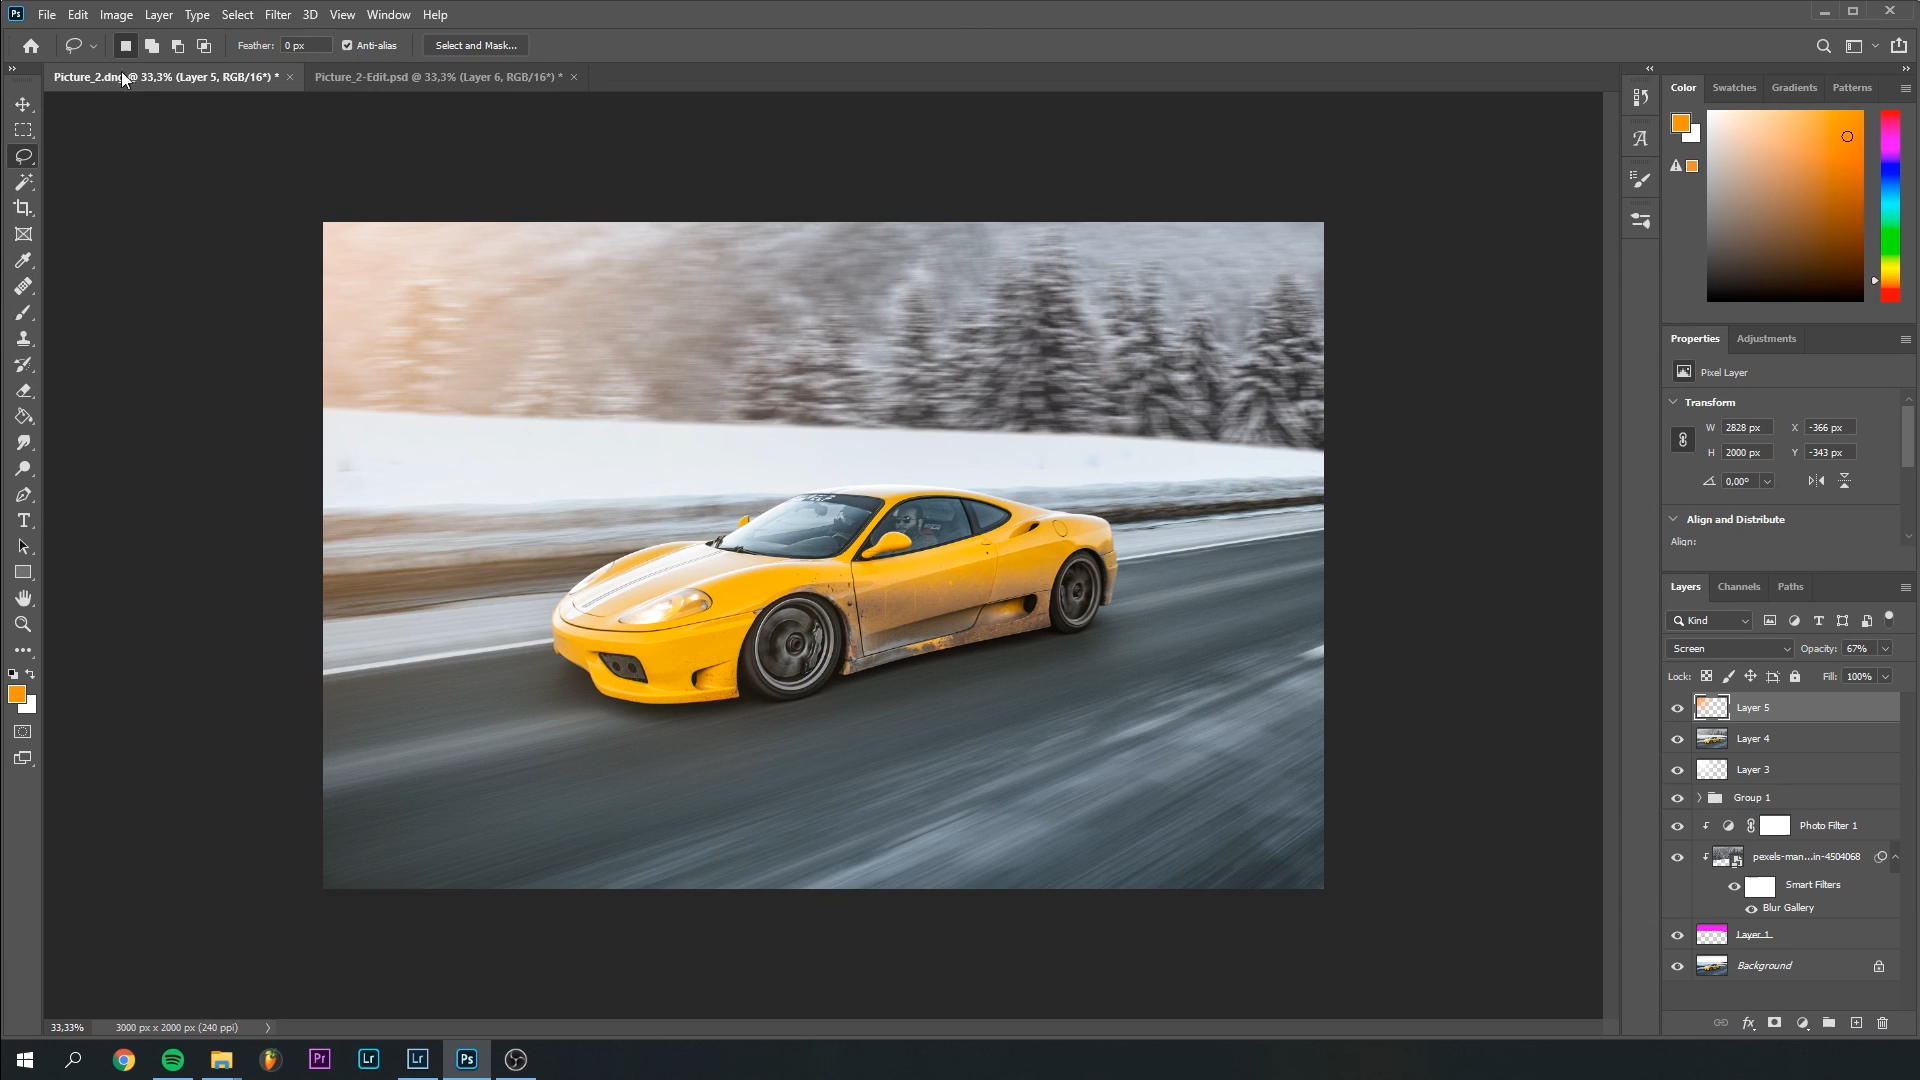 Ps File Edit Image Layer Type Select Filter 3D View Window Help
Feather: 0 px Anti-alias Select and Mask...
Picture_2.dng @ 33,3% (Layer 5, RGB/16*) * × Picture_2-Edit.psd @ 33,3% (Layer 6, RGB/16*) * ×
Color Swatches Gradients Patterns
Properties Adjustments
Pixel Layer
Transform
W 2828 px X -366 px
H 2000 px Y -343 px
0,00°
Align and Distribute
Align:
Layers Channels Paths
Kind
Screen Opacity: 67%
Lock: Fill: 100%
Layer 5
Layer 4
Layer 3
Group 1
Photo Filter 1
pexels-man...in-4504068
Smart Filters
Blur Gallery
Layer 1
Background
33,33% 3000 px x 2000 px (240 ppi)
Pr Lr Lr Ps